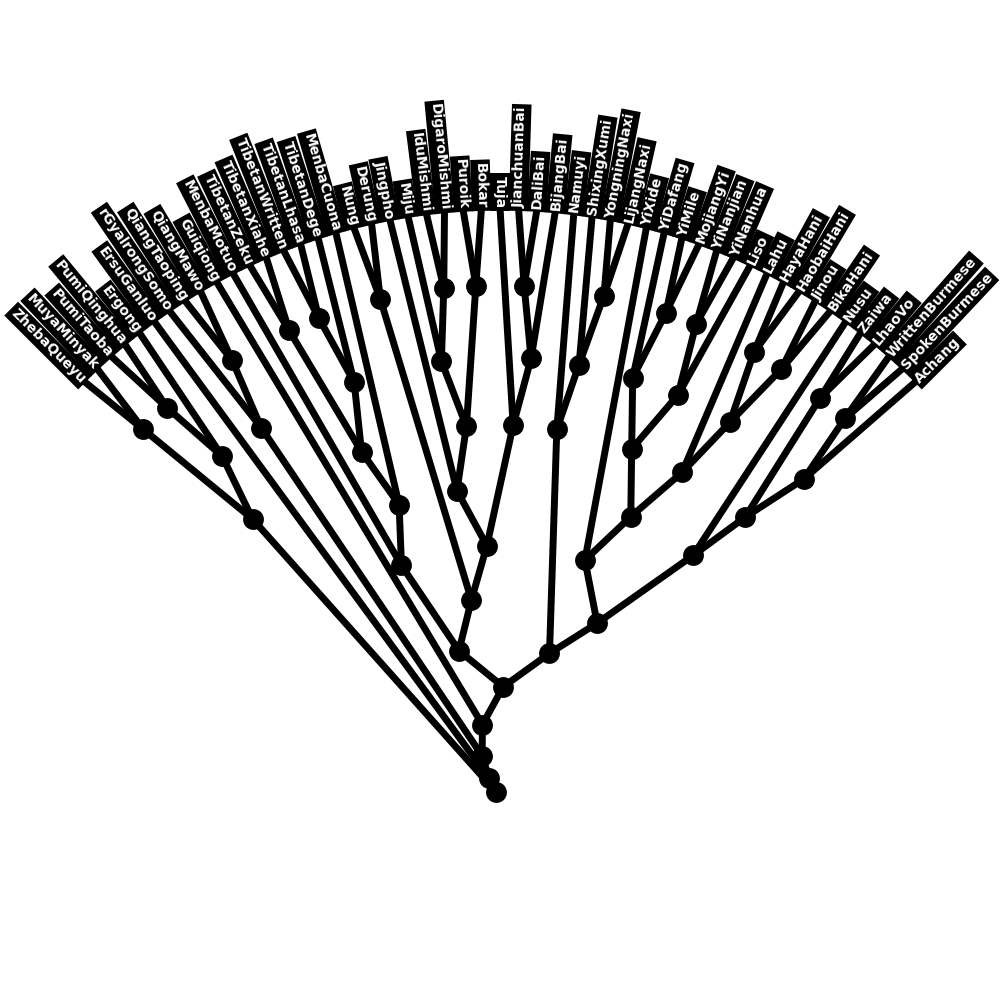 ZhebaQueyu
MuyaMinyak
PumiTaoba
PumiQinghua
Ergong
ErsuGanluo
rGyalrongSomo
QiangTaoping
QiangMawo
Guiqiong
MenbaMotuo
TibetanZeku
TibetanXiahe
TibetanWritten
TibetanLhasa
TibetanDege
MenbaCuona
Nung
Derung
Jingpho
Miju
IduMishmi
DigaroMishmi
Puroik
Bokar
Tujia
JianchuanBai
DaliBai
BijiangBai
Namuyi
ShixingXumi
YongningNaxi
LijiangNaxi
YiXide
YiDafang
YiMile
MojiangYi
YiNanjian
YiNanhua
Liso
Lahu
HayaHani
HaobaiHani
Jinou
BikaHani
Nusu
Zaiwa
LhaoVo
WrittenBurmese
SpokenBurmese
Achang